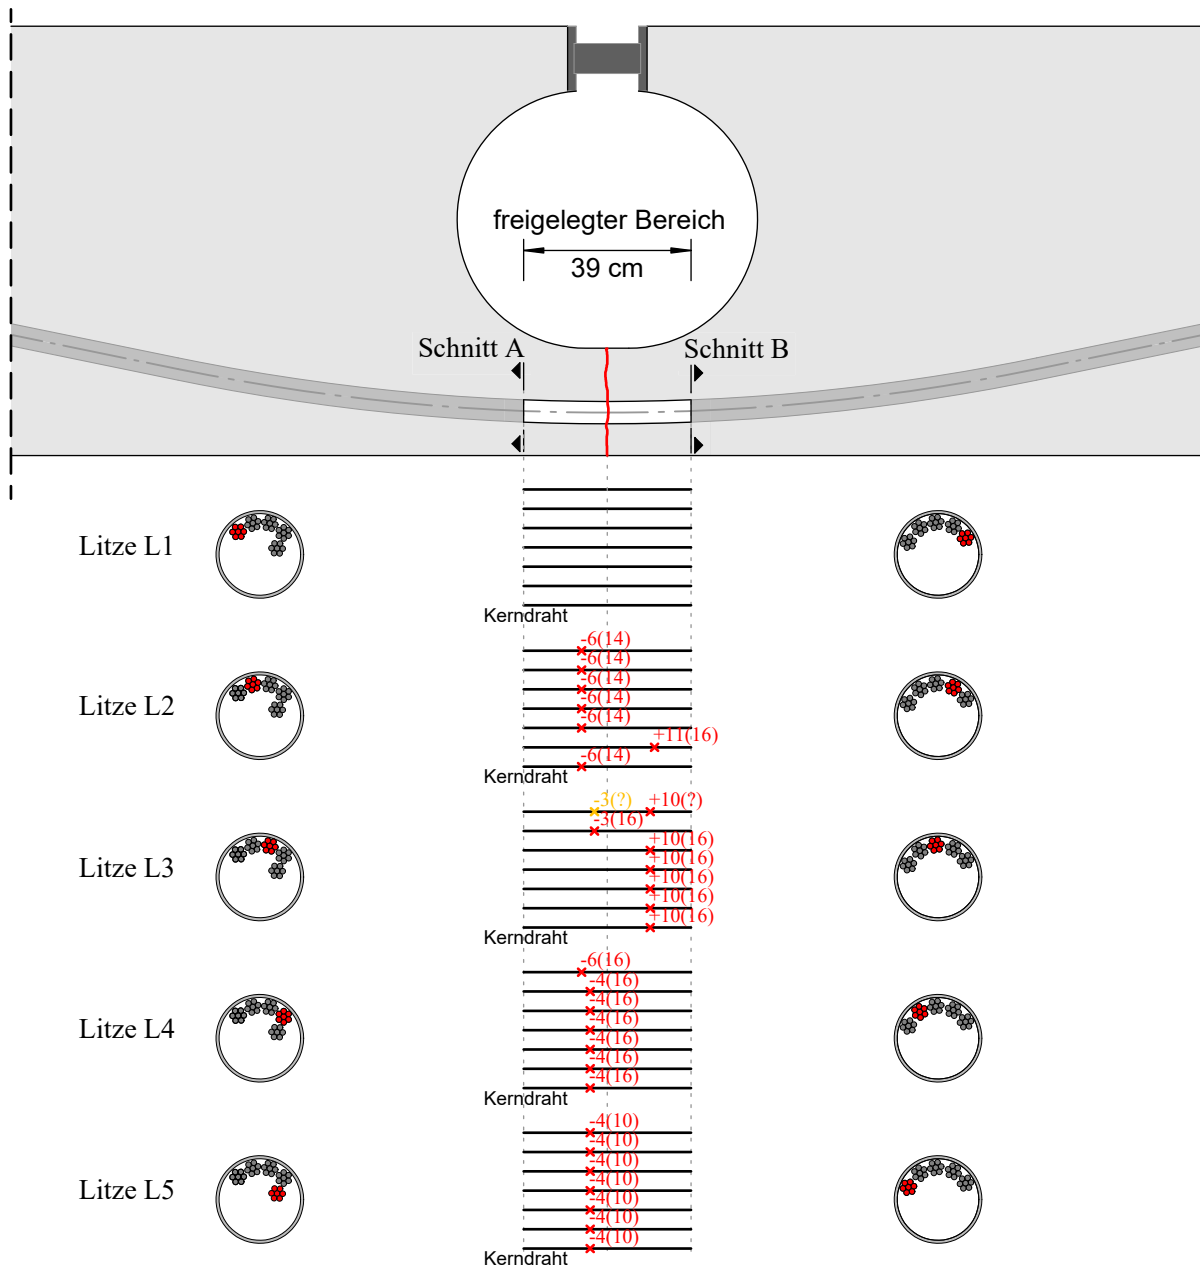 freigelegter Bereich
39 cm
Schnitt A
Schnitt B
Litze L1
Kerndraht
-6(14)
-6(14)
-6(14)
-6(14)
-6(14)
Litze L2
+11(16)
-6(14)
Kerndraht
-3(?) +10(?)
-3(16)
+10(16)
+10(16)
Litze L3
+10(16)
+10(16)
+10(16)
Kerndraht
-6(16)
-4(16)
-4(16)
-4(16)
Litze L4
-4(16)
-4(16)
-4(16)
Kerndraht
-4(10)
-4(10)
-4(10)
-4(10)
Litze L5
-4(10)
-4(10)
-4(10)
Kerndraht